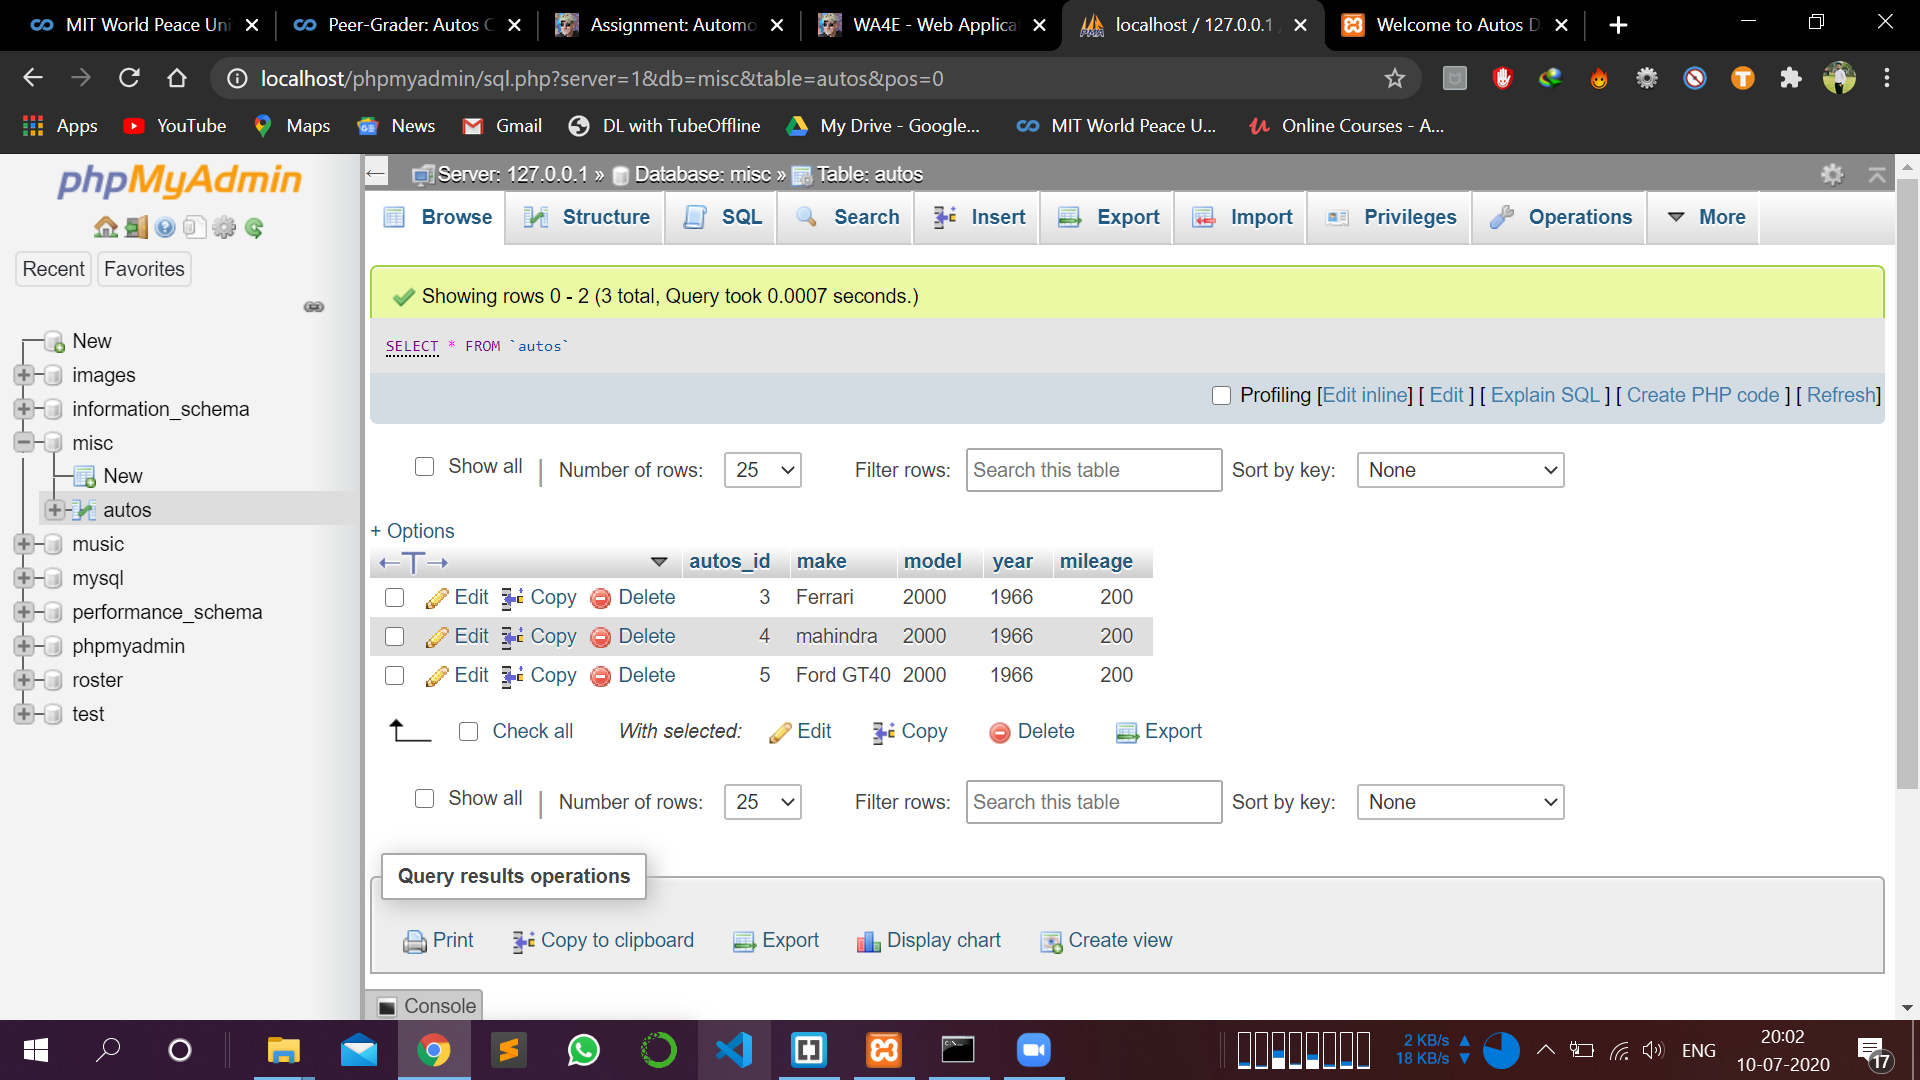 MIT World Peace Uni
Peer-Grader: Autos C
Assignment: Automo
WA4E - Web Applicat
localhost / 127.0.0.1
Welcome to Autos D
localhost/phpmyadmin/sql.php?server=1&db=misc&table=autos&pos=0
Apps
YouTube
Maps
News
Gmail
DL with TubeOffline
My Drive - Google...
MIT World Peace U...
Online Courses - A...
phpMyAdmin
Recent
Favorites
New
images
information_schema
misc
New
autos
music
mysql
performance_schema
phpmyadmin
roster
test
Server: 127.0.0.1 » Database: misc » Table: autos
Browse
Structure
SQL
Search
Insert
Export
Import
Privileges
Operations
More
Showing rows 0 - 2 (3 total, Query took 0.0007 seconds.)
SELECT * FROM `autos`
Profiling [Edit inline] [ Edit ] [ Explain SQL ] [ Create PHP code ] [ Refresh]
Show all | Number of rows: 25 Filter rows: Search this table Sort by key: None
+ Options
←T→ autos_id make model year mileage
Edit Copy Delete 3 Ferrari 2000 1966 200
Edit Copy Delete 4 mahindra 2000 1966 200
Edit Copy Delete 5 Ford GT40 2000 1966 200
Check all With selected: Edit Copy Delete Export
Show all | Number of rows: 25 Filter rows: Search this table Sort by key: None
Query results operations
Print Copy to clipboard Export Display chart Create view
Console
2 KB/s
18 KB/s
ENG
20:02
10-07-2020
17